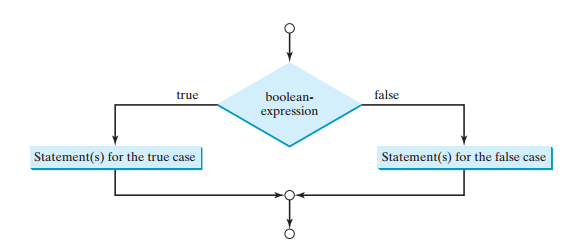 true
boolean-
expression
false
Statement(s) for the true case
Statement(s) for the false case